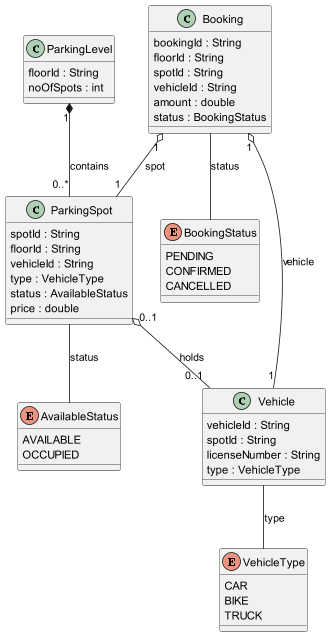 C Booking
bookingId : String
floorId : String
spotId : String
vehicleId : String
amount : double
status : BookingStatus
C ParkingLevel
floorId : String
noOfSpots : int
1
1
1
contains
spot
status
0..*
1
C ParkingSpot
spotId : String
floorId : String
vehicleId : String
type : VehicleType
status : AvailableStatus
price : double
E BookingStatus
PENDING
CONFIRMED
CANCELLED
vehicle
0..1
status
holds
0..1
1
E AvailableStatus
AVAILABLE
OCCUPIED
C Vehicle
vehicleId : String
spotId : String
licenseNumber : String
type : VehicleType
type
E VehicleType
CAR
BIKE
TRUCK